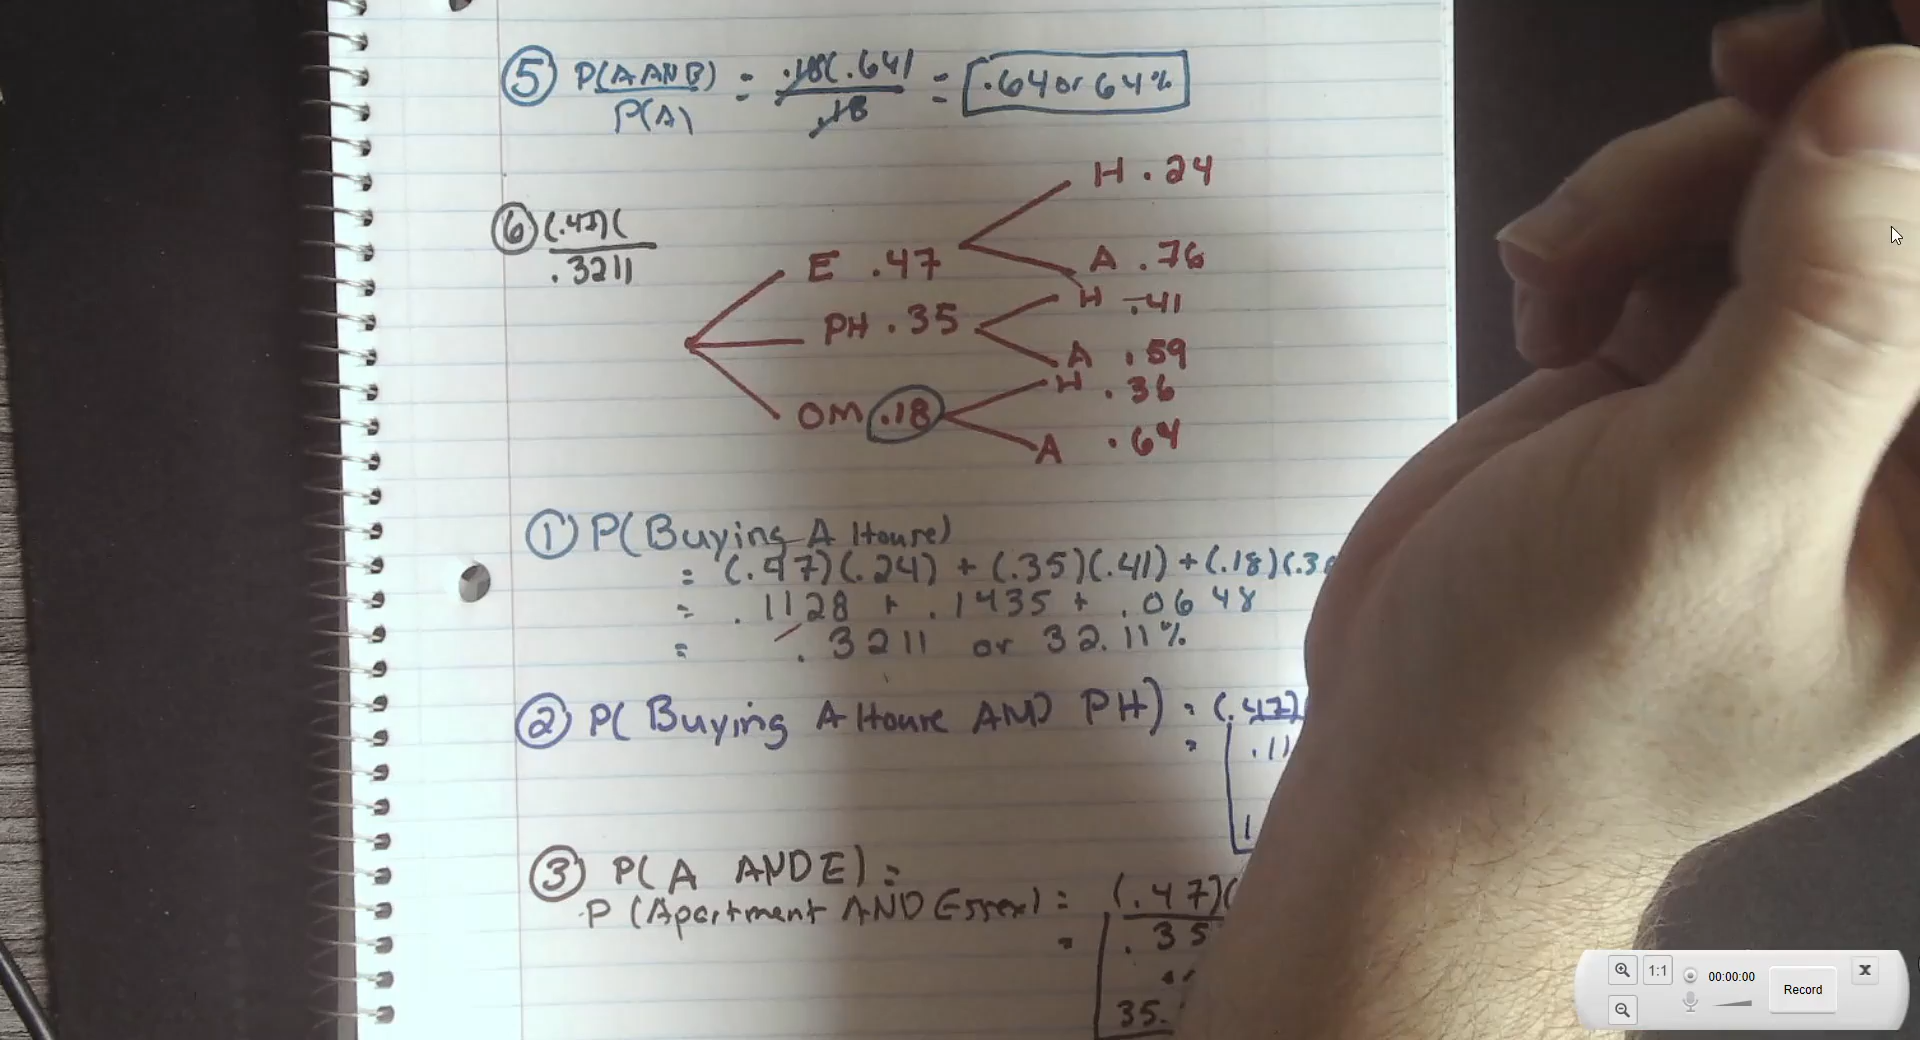 5 P(A AND B) = .18(.64) = .64 or 64%
P(A) .18
6 (.47)(
.3211
H .24
E .47 A .76
H .41
PH .35 A .59
H .36
OM .18 A .64
1 P(Buying A House)
= (.47)(.24) + (.35)(.41) + (.18)(.3
= .1128 + .1435 + .0648
= .3211 or 32.11%
2 P(Buying A House AND PH) = (.47)
= .11
1
3 P(A AND E) =
P (Apartment AND Essex) = (.47)(
= .35
35.
1:1 00:00:00 Record X